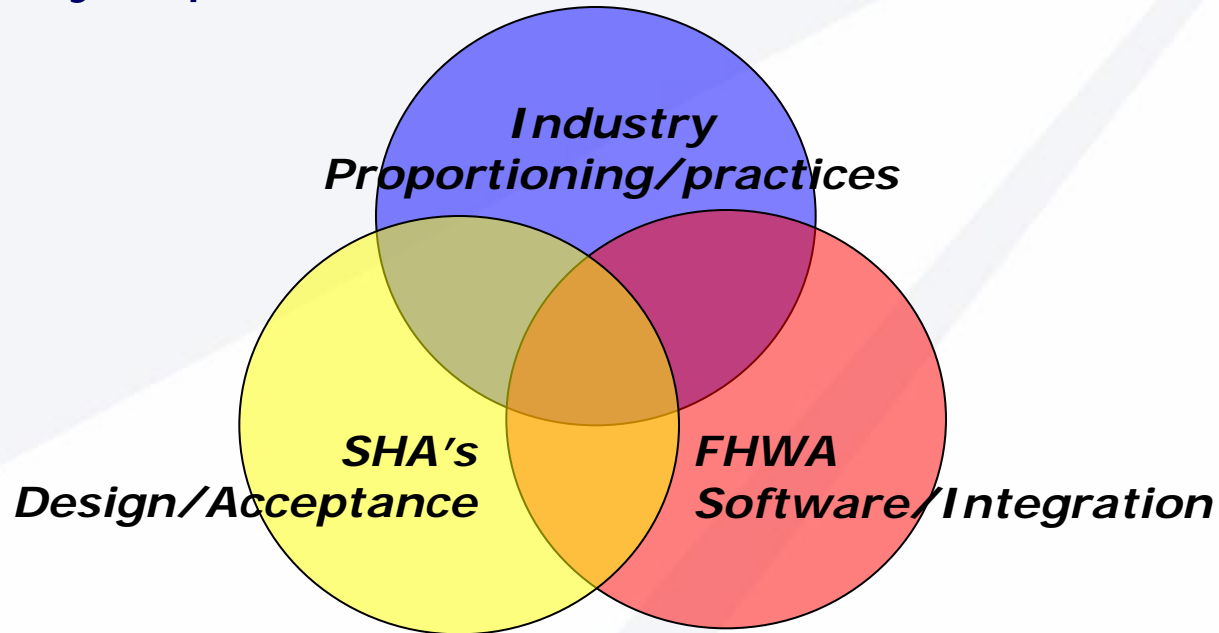 Industry
Proportioning/practices
SHA's
Design/Acceptance
FHWA
Software/Integration